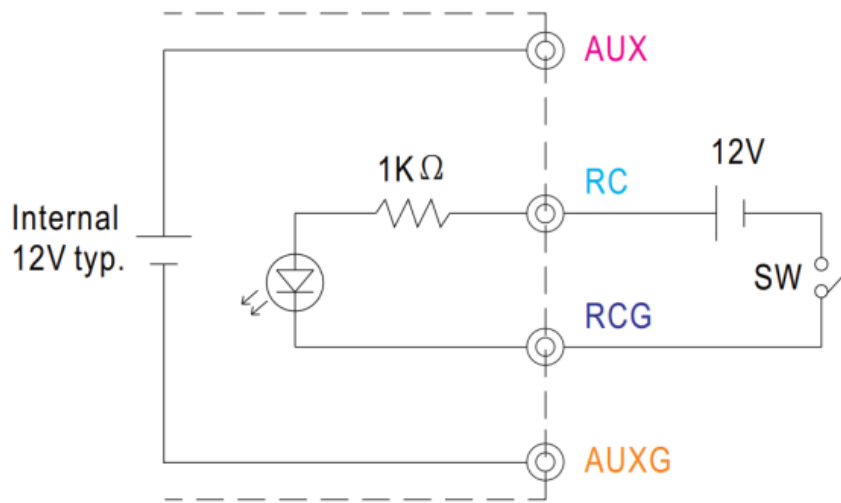 AUX
12V
1KΩ
RC
Internal
12V typ.
SW
RCG
AUXG